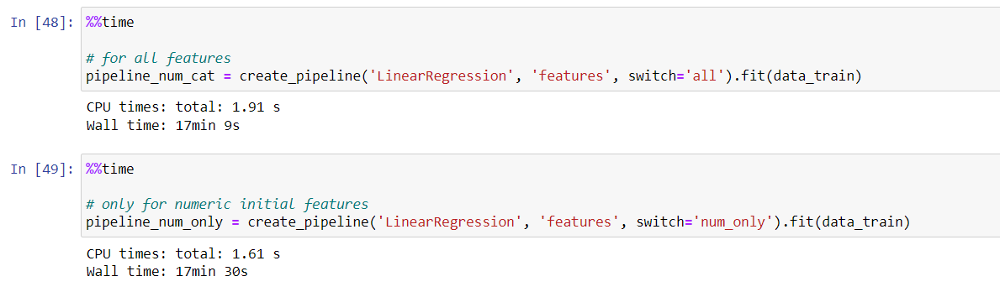 In [48]: %%time
# for all features
pipeline_num_cat = create_pipeline('LinearRegression', 'features', switch='all').fit(data_train)
CPU times: total: 1.91 s
Wall time: 17min 9s
In [49]: %%time
# only for numeric initial features
pipeline_num_only = create_pipeline('LinearRegression', 'features', switch='num_only').fit(data_train)
CPU times: total: 1.61 s
Wall time: 17min 30s